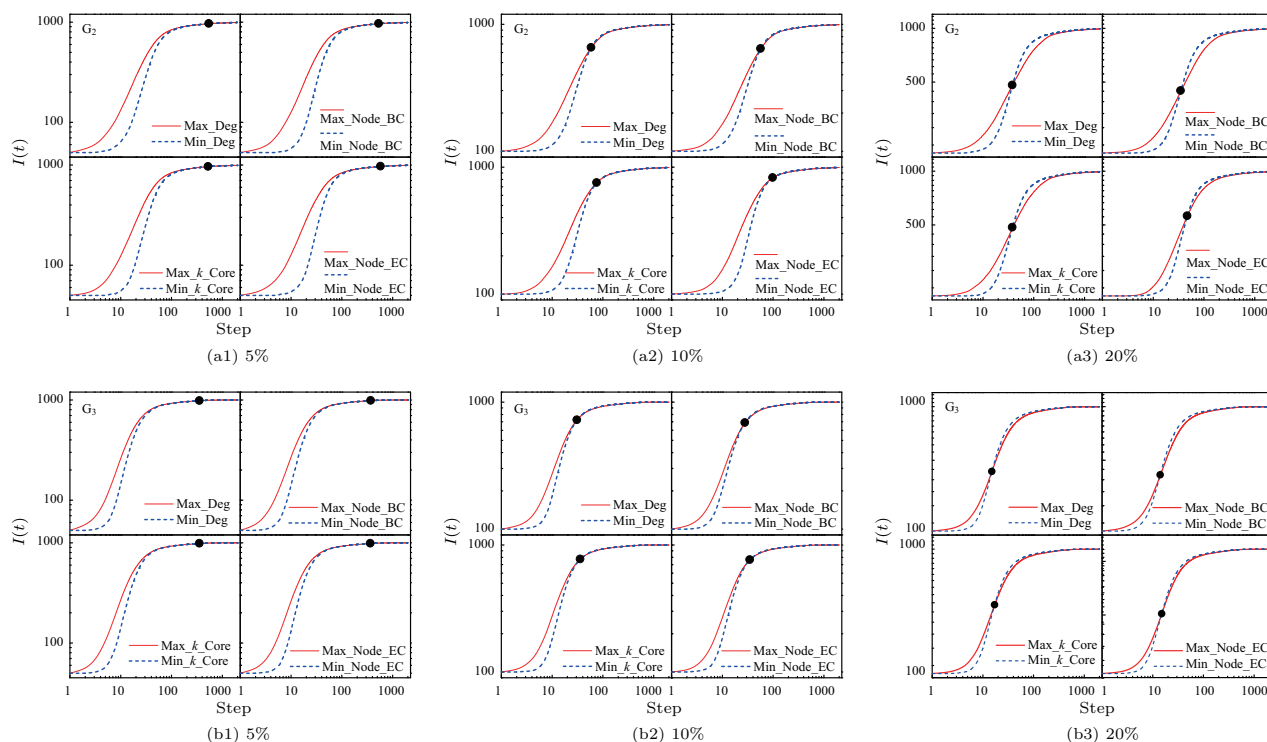 1000
G₂
100
Max_Deg
Min_Deg
Max_Node_BC
Min_Node_BC
I(t)
1000
100
Max_k_Core
Min_k_Core
Max_Node_EC
Min_Node_EC
1 10 100 1000 1 10 100 1000
Step
(a1) 5%
1000
G₂
100
Max_Deg
Min_Deg
Max_Node_BC
Min_Node_BC
I(t)
1000
100
Max_k_Core
Min_k_Core
Max_Node_EC
Min_Node_EC
1 10 100 1000 1 10 100 1000
Step
(a2) 10%
1000
G₂
500
Max_Deg
Min_Deg
Max_Node_BC
Min_Node_BC
I(t)
1000
500
Max_k_Core
Min_k_Core
Max_Node_EC
Min_Node_EC
1 10 100 1000 1 10 100 1000
Step
(a3) 20%
1000
G₃
100
Max_Deg
Min_Deg
Max_Node_BC
Min_Node_BC
I(t)
1000
100
Max_k_Core
Min_k_Core
Max_Node_EC
Min_Node_EC
1 10 100 1000 1 10 100 1000
Step
(b1) 5%
1000
G₃
100
Max_Deg
Min_Deg
Max_Node_BC
Min_Node_BC
I(t)
1000
100
Max_k_Core
Min_k_Core
Max_Node_EC
Min_Node_EC
1 10 100 1000 1 10 100 1000
Step
(b2) 10%
1000
G₃
100
Max_Deg
Min_Deg
Max_Node_BC
Min_Node_BC
I(t)
1000
100
Max_k_Core
Min_k_Core
Max_Node_EC
Min_Node_EC
1 10 100 1000 1 10 100 1000
Step
(b3) 20%